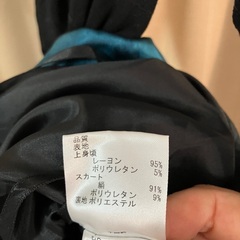 品質
表地
上身頃
レーヨン 95%
ポリウレタン 5%
スカート
絹 91%
ポリウレタン 9%
裏地 ポリエステル